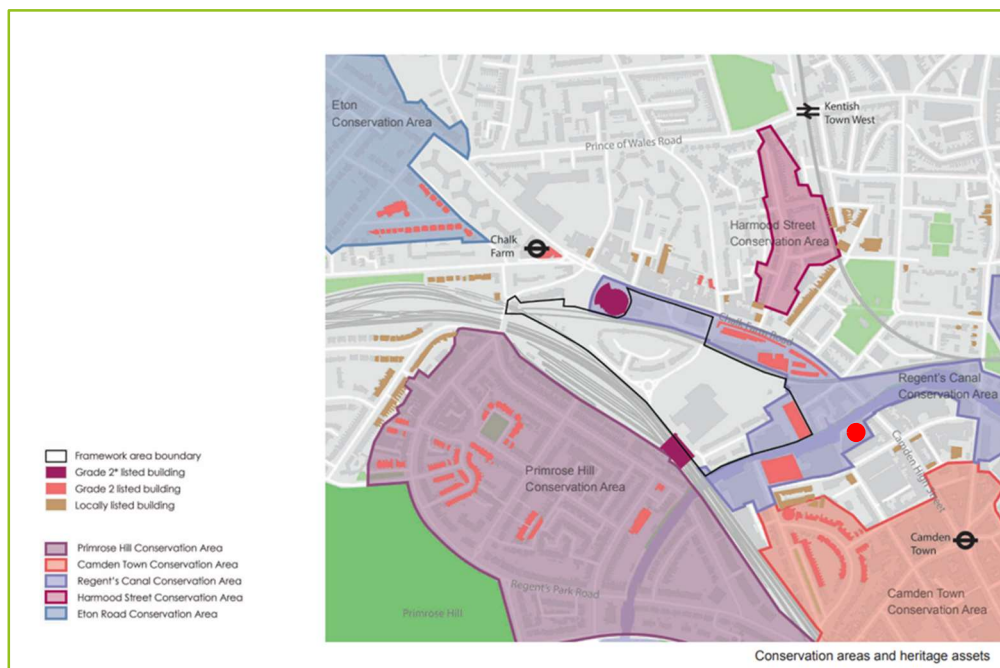 Eton
Conservation Area
Kentish
Town West
Prince of Wales Road
Harmood Street
Conservation Area
Chalk
Farm
Chalk Farm Road
Regent's Canal
Conservation Area
Camden High Street
Primrose Hill
Conservation Area
Camden
Town
Regent's Park Road
Camden Town
Conservation Area
Primrose Hill
Framework area boundary
Grade 2* listed building
Grade 2 listed building
Locally listed building
Primrose Hill Conservation Area
Camden Town Conservation Area
Regent's Canal Conservation Area
Harmood Street Conservation Area
Eton Road Conservation Area
Conservation areas and heritage assets